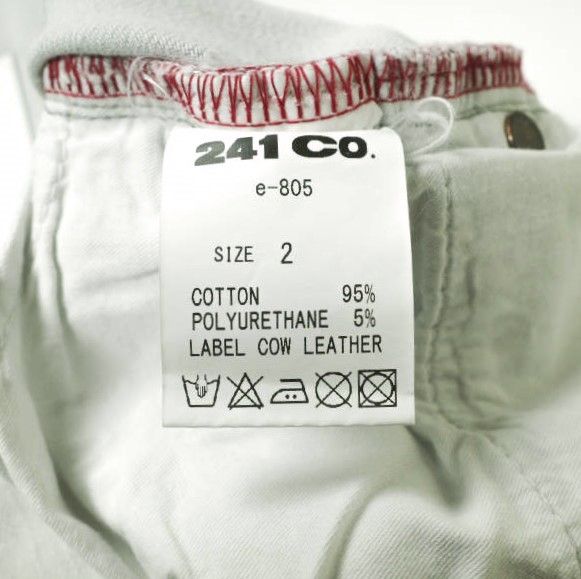 241 CO.
e-805
SIZE 2
COTTON 95%
POLYURETHANE 5%
LABEL COW LEATHER